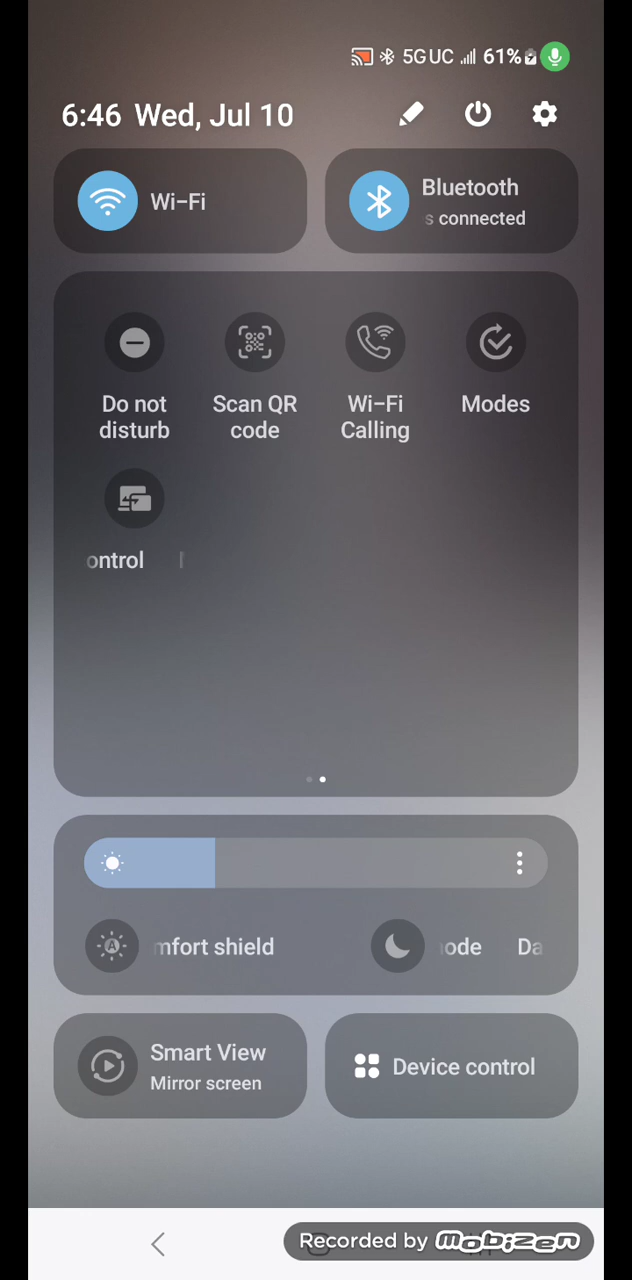 5G UC 61%
6:46 Wed, Jul 10
Wi-Fi
Bluetooth
s connected
Do not
disturb
Scan QR
code
Wi-Fi
Calling
Modes
ontrol
A
mfort shield
ode Da
Smart View
Mirror screen
Device control
Recorded by mobizen